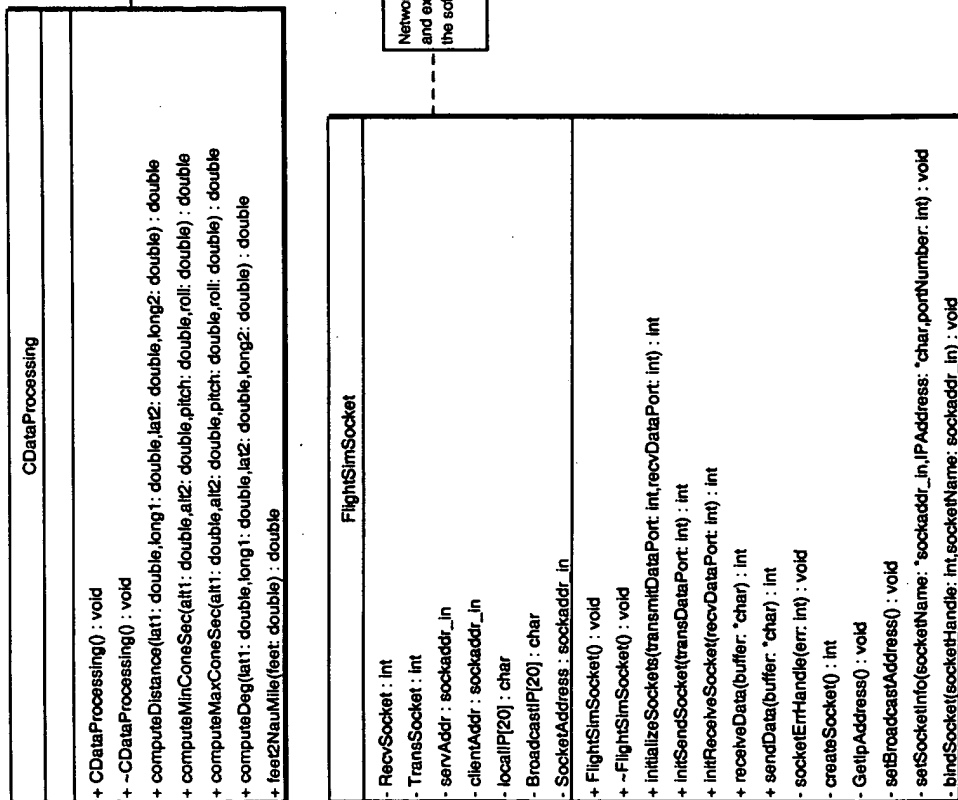 CDataProcessing
+ CDataProcessing() : void
+ ~CDataProcessing() : void
+ computeDistance(lat1: double,long1: double,lat2: double,long2: double) : double
+ computeMinConeSec(alt1: double,alt2: double,pitch: double,roll: double) : double
+ computeMaxConeSec(alt1: double,alt2: double,pitch: double,roll: double) : double
+ computeDeg(lat1: double,long1: double,lat2: double,long2: double) : double
+ feet2NauMile(feet: double) : double
Netwo
and ex
the sof
FlightSimSocket
- RecvSocket : int
- TransSocket : int
- servAddr : sockaddr_in
- clientAdr : sockaddr_in
- localIP[20] : char
- BroadcastIP[20] : char
- SocketAddress : sockaddr_in
+ FlightSimSocket() : void
+ ~FlightSimSocket() : void
+ initializeSockets(transmitDataPort: int,recvDataPort: int) : int
+ initSendSocket(transDataPort: int) : int
+ initReceiveSocket(recvDataPort: int) : int
+ receiveData(buffer: *char) : int
+ sendData(buffer: *char) : int
- socketErrHandle(err: int) : void
- createSocket() : int
- GetIpAddress() : void
- setBroadcastAddress() : void
- setSocketInfo(socketName: *sockaddr_in,IPAddress: *char,portNumber: int) : void
- bindSocket(socketHandle: int,socketName: sockaddr_in) : void